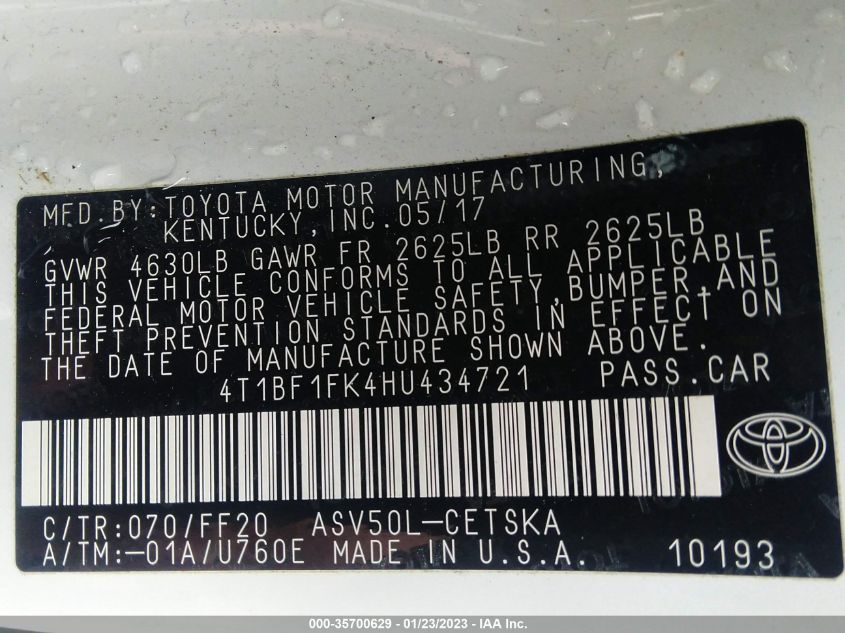 MFD.BY:TOYOTA MOTOR MANUFACTURING,
KENTUCKY,INC.05/17
GVWR 4630LB GAWR FR 2625LB RR 2625LB
THIS VEHICLE CONFORMS TO ALL APPLICABLE
FEDERAL MOTOR VEHICLE SAFETY,BUMPER,AND
THEFT PREVENTION STANDARDS IN EFFECT ON
THE DATE OF MANUFACTURE SHOWN ABOVE.
4T1BF1FK4HU434721 PASS.CAR
C/TR:070/FF20 ASV50L-CETSKA
A/TM:-01A/U760E MADE IN U.S.A. 10193
000-35700629 - 01/23/2023 - IAA Inc.